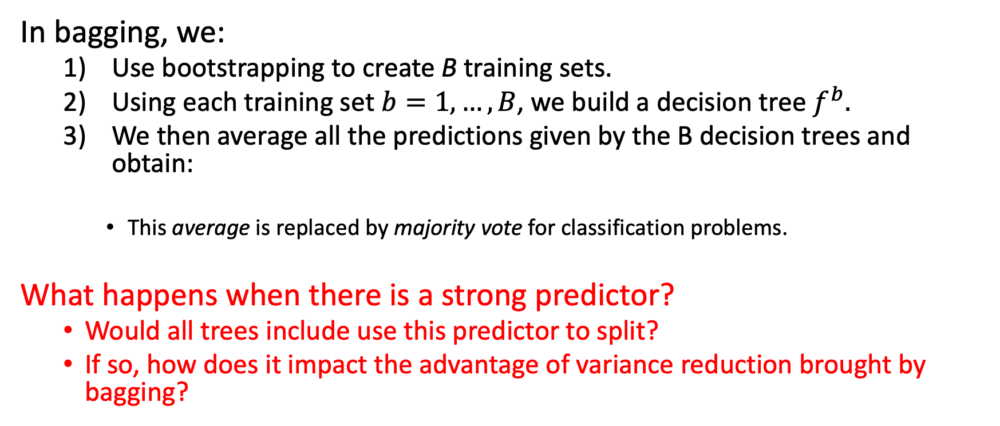 In bagging, we:
1) Use bootstrapping to create B training sets.
2) Using each training set b = 1, … , B, we build a decision tree f^b.
3) We then average all the predictions given by the B decision trees and
obtain:
• This average is replaced by majority vote for classification problems.
What happens when there is a strong predictor?
• Would all trees include use this predictor to split?
• If so, how does it impact the advantage of variance reduction brought by
bagging?